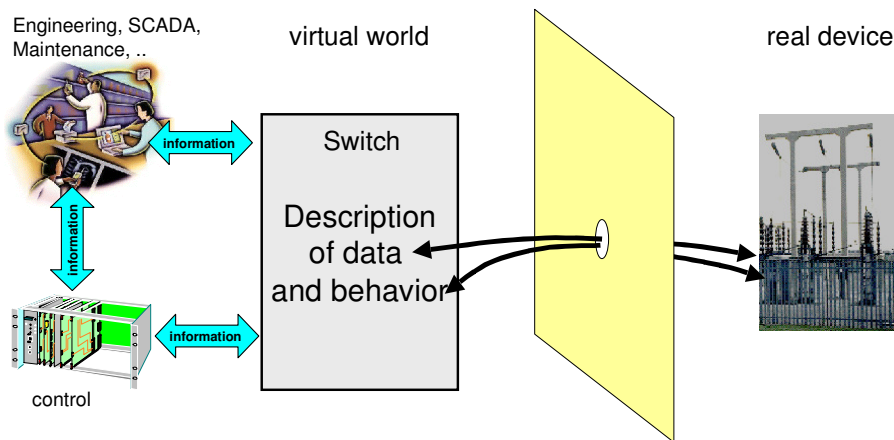 Engineering, SCADA,
Maintenance, ..
virtual world
real device
information
Switch
Description
of data
and behavior
information
information
control